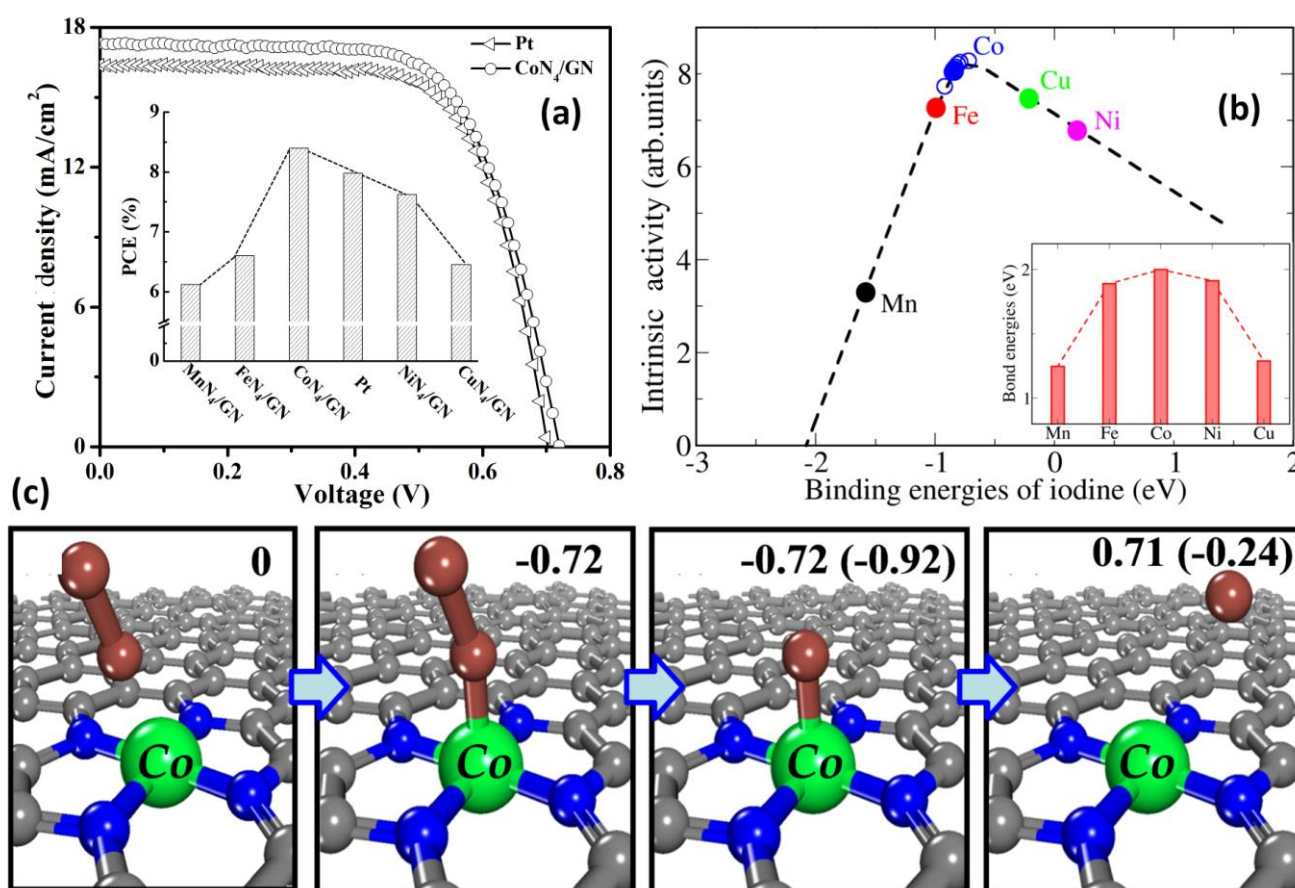 Current density (mA/cm²)
18
12
6
0
0.0 0.2 0.4 0.6 0.8
Voltage (V)
Pt
CoN₄/GN
(a)
PCE (%)
9
8
7
6
0
MnN₄/GN
FeN₄/GN
CoN₄/GN
Pt
NiN₄/GN
CuN₄/GN
Intrinsic activity (arb.units)
8
6
4
2
0
-3 -2 -1 0 1 2
Binding energies of iodine (eV)
Co
Cu
Fe
Ni
Mn
(b)
Bond energies (eV)
2
1
Mn Fe Co Ni Cu
(c)
0
Co
-0.72
Co
-0.72 (-0.92)
Co
0.71 (-0.24)
Co